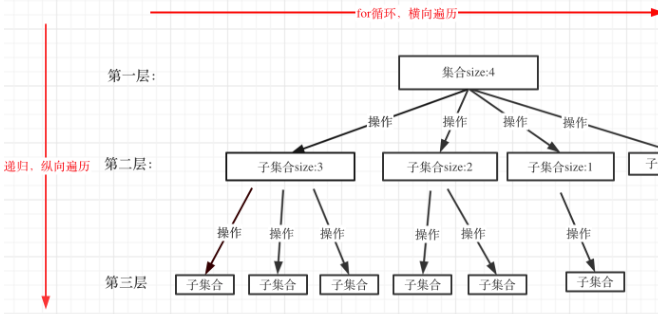 for循环，横向遍历
第一层：
集合size:4
操作
操作
操作
操作
递归，纵向遍历
第二层:
子集合size:3
子集合size:2
子集合size:1
子
操作
操作
操作
操作
操作
操作
第三层
子集合
子集合
子集合
子集合
子集合
子集合